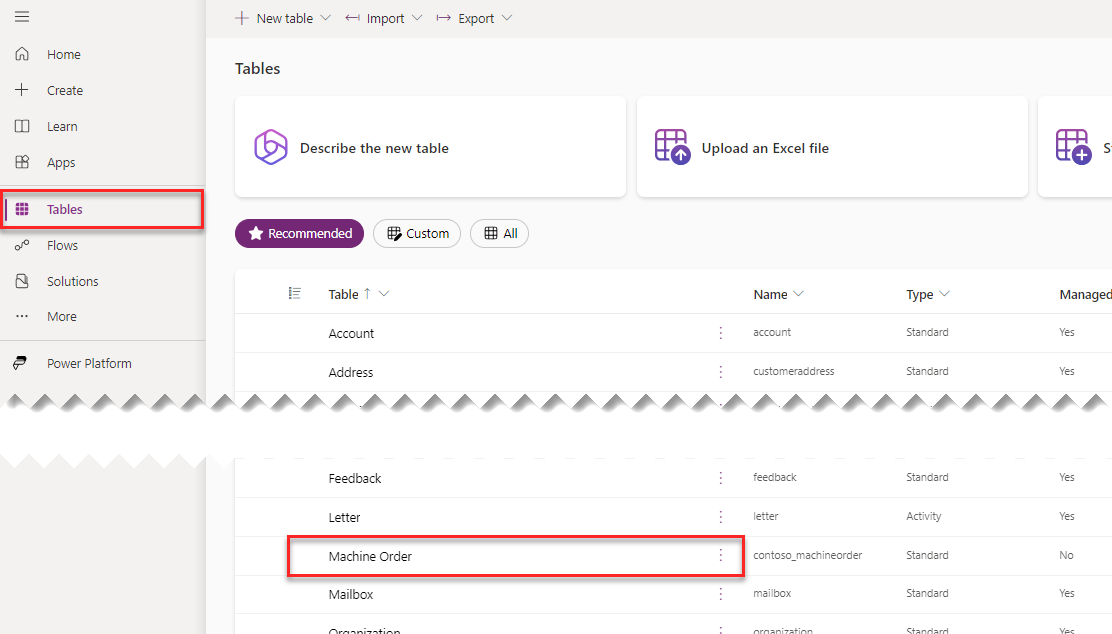 New table
Import
Export
Home
Create
Learn
Apps
Tables
Flows
Solutions
More
Power Platform
Tables
Describe the new table
Upload an Excel file
Recommended
Custom
All
Table ↑ Name Type Managed
Account account Standard Yes
Address customeraddress Standard Yes
Feedback feedback Standard Yes
Letter letter Activity Yes
Machine Order contoso_machineorder Standard No
Mailbox mailbox Standard Yes
Organization organization Standard Yes